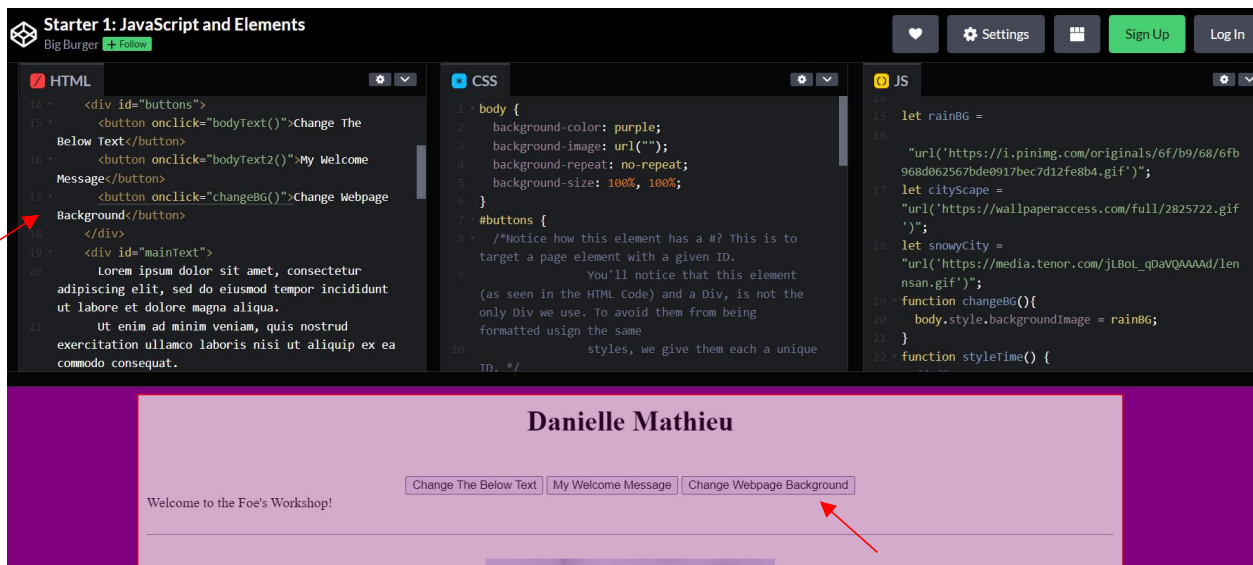 Starter 1: JavaScript and Elements
Big Burger + Follow
Settings
Sign Up
Log In
HTML
14 <div id="buttons">
15 <button onclick="bodyText()">Change The
Below Text</button>
16 <button onclick="bodyText2()">My Welcome
Message</button>
17 <button onclick="changeBG()">Change Webpage
Background</button>
18 </div>
19 <div id="mainText">
20 Lorem ipsum dolor sit amet, consectetur
adipiscing elit, sed do eiusmod tempor incididunt
ut labore et dolore magna aliqua.
21 Ut enim ad minim veniam, quis nostrud
exercitation ullamco laboris nisi ut aliquip ex ea
commodo consequat.
CSS
1 body {
2 background-color: purple;
3 background-image: url("");
4 background-repeat: no-repeat;
5 background-size: 100%, 100%;
6 }
7 #buttons {
8 /*Notice how this element has a #? This is to
target a page element with a given ID.
9 You'll notice that this element
(as seen in the HTML Code) and a Div, is not the
only Div we use. To avoid them from being
formatted usign the same
10 styles, we give them each a unique
ID. */
JS
14
15 let rainBG =
16
"url('https://i.pinimg.com/originals/6f/b9/68/6fb
968d062567bde0917bec7d12fe8b4.gif')";
17 let cityScape =
"url('https://wallpaperaccess.com/full/2825722.gif
')";
18 let snowyCity =
"url('https://media.tenor.com/jLBoL_qDaVQAAAAd/len
nsan.gif')";
19 function changeBG(){
20 body.style.backgroundImage = rainBG;
21 }
22 function styleTime() {
Danielle Mathieu
Change The Below Text My Welcome Message Change Webpage Background
Welcome to the Foe's Workshop!